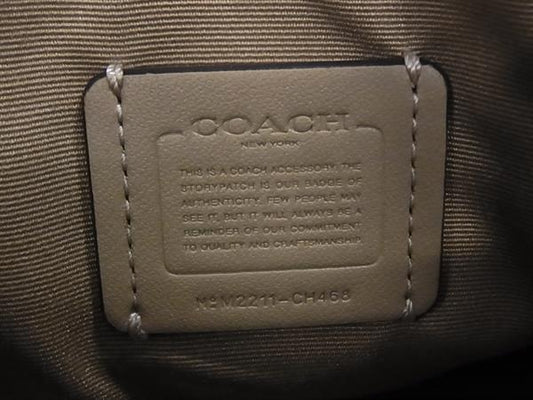 COACH
NEW YORK
THIS IS A COACH ACCESSORY. THE
STORYPATCH IS OUR BADGE OF
AUTHENTICITY. FEW PEOPLE MAY
SEE IT, BUT IT WILL ALWAYS BE A
REMINDER OF OUR COMMITMENT
TO QUALITY AND CRAFTSMANSHIP.
Nº M2211-CH468